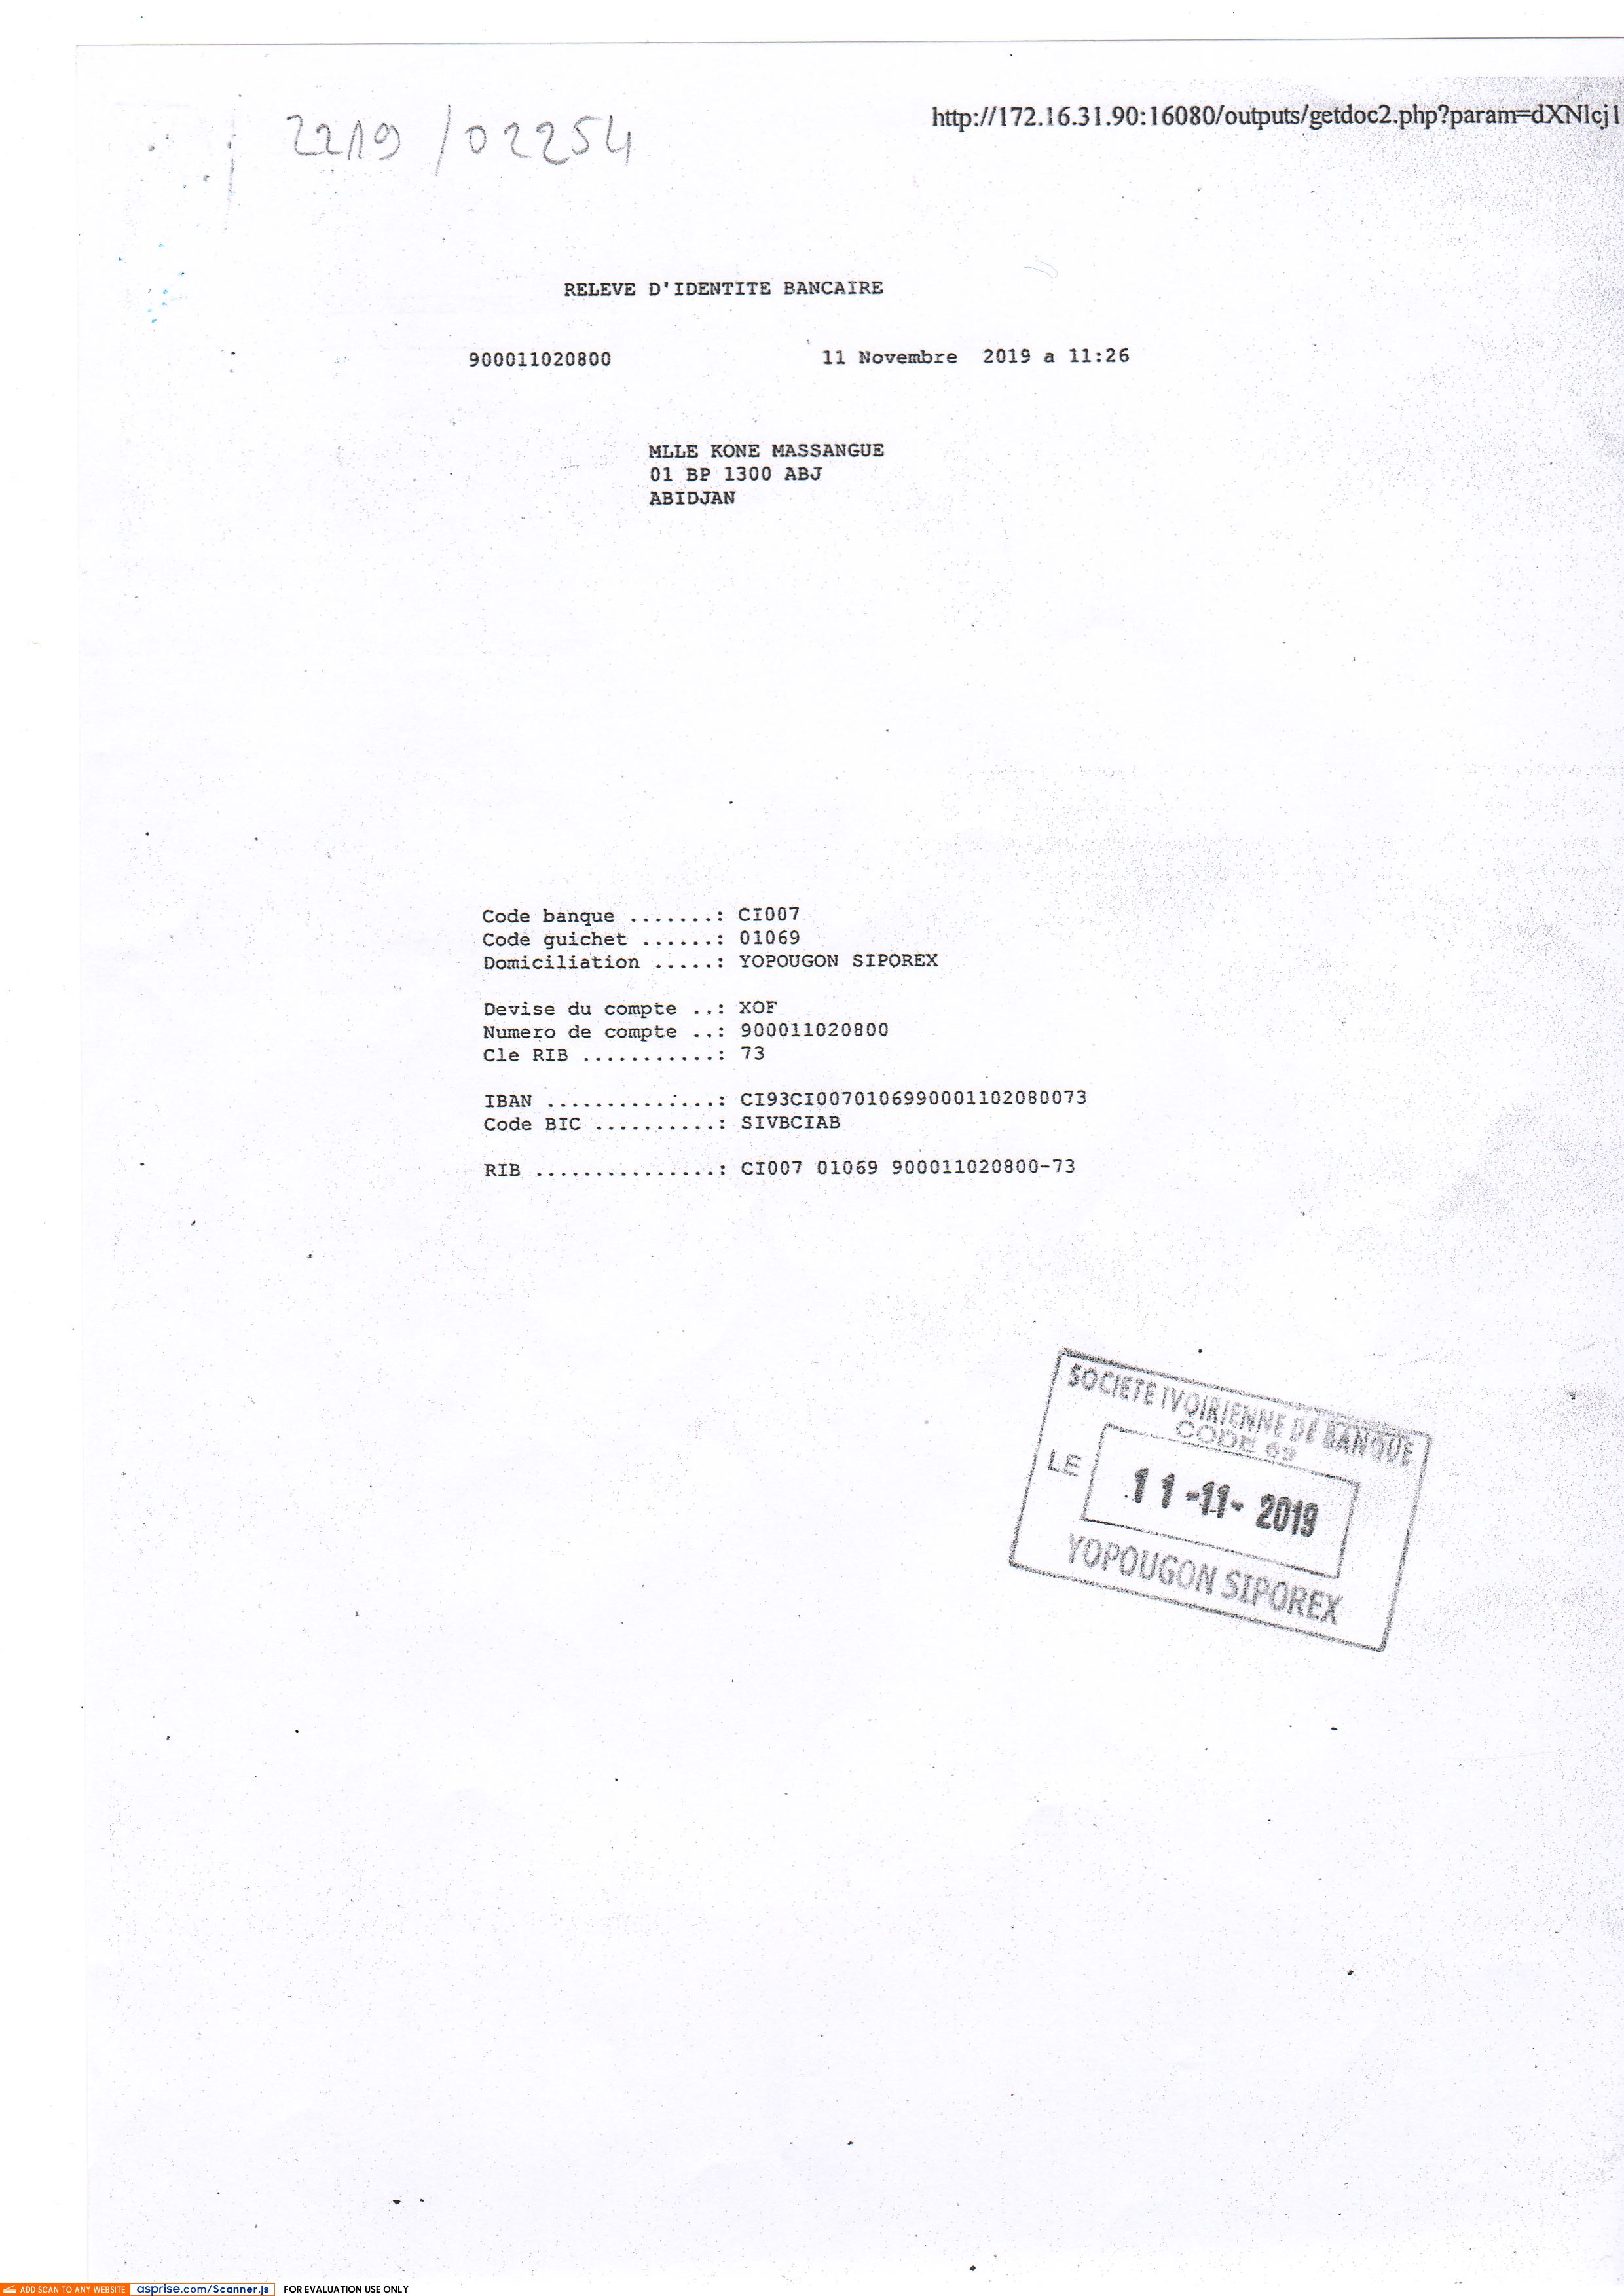 http://172.16.31.90:16080/outputs/getdoc2.php?param=dXNlcj1
2219/02254
RELEVE D'IDENTITE BANCAIRE
900011020800 11 Novembre 2019 a 11:26
MLLE KONE MASSANGUE
01 BP 1300 ABJ
ABIDJAN
Code banque .......: CI007
Code guichet ......: 01069
Domiciliation .....: YOPOUGON SIPOREX
Devise du compte ..: XOF
Numero de compte ..: 900011020800
Cle RIB ...........: 73
IBAN ..............: CI93CI0070106990001102080073
Code BIC ..........: SIVBCIAB
RIB ...............: CI007 01069 900011020800-73
SOCIETE IVOIRIENNE DE BANQUE
CODE 69
LE 11-11-2019
YOPOUGON SIPOREX
ADD SCAN TO ANY WEBSITE asprise.com/Scanner.js FOR EVALUATION USE ONLY